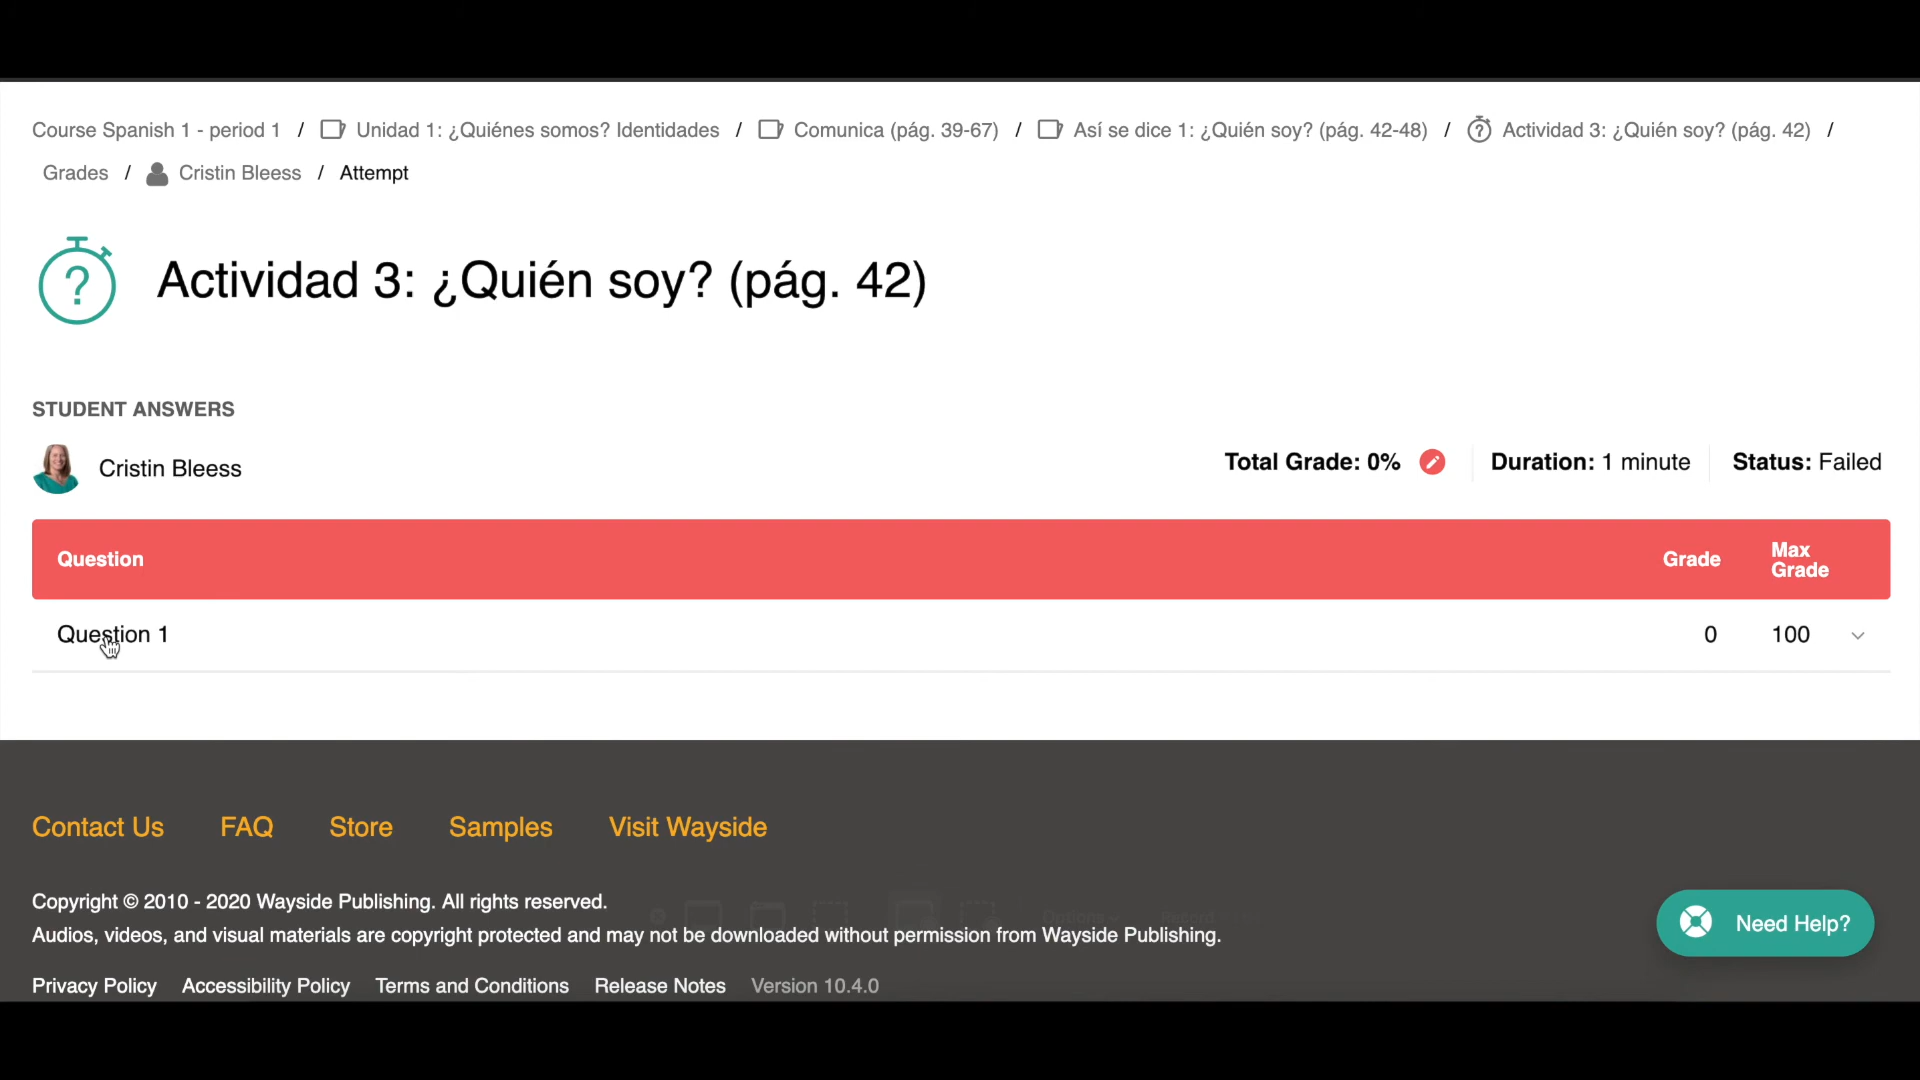 Course Spanish 1 - period 1 / Unidad 1: ¿Quiénes somos? Identidades / Comunica (pág. 39-67) / Así se dice 1: ¿Quién soy? (pág. 42-48) / Actividad 3: ¿Quién soy? (pág. 42) /
Grades / Cristin Bleess / Attempt
? Actividad 3: ¿Quién soy? (pág. 42)
STUDENT ANSWERS
Cristin Bleess Total Grade: 0% Duration: 1 minute Status: Failed
Question Grade Max Grade
Question 1 0 100
Contact Us FAQ Store Samples Visit Wayside
Copyright © 2010 - 2020 Wayside Publishing. All rights reserved.
Audios, videos, and visual materials are copyright protected and may not be downloaded without permission from Wayside Publishing.
Need Help?
Privacy Policy Accessibility Policy Terms and Conditions Release Notes Version 10.4.0